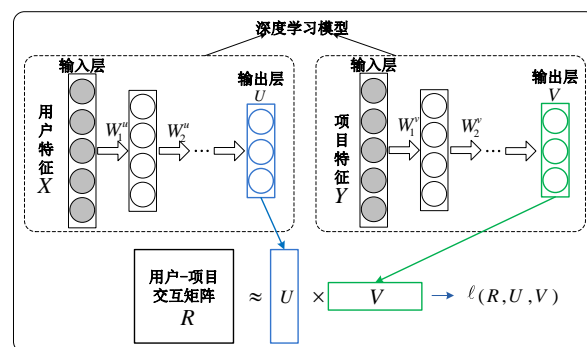 深度学习模型
输入层
输出层
U
用户特征
X
W₁ᵘ
W₂ᵘ
...
输入层
输出层
V
项目特征
Y
W₁ᵛ
W₂ᵛ
...
用户-项目
交互矩阵
R
≈ U × V → ℓ(R,U,V)